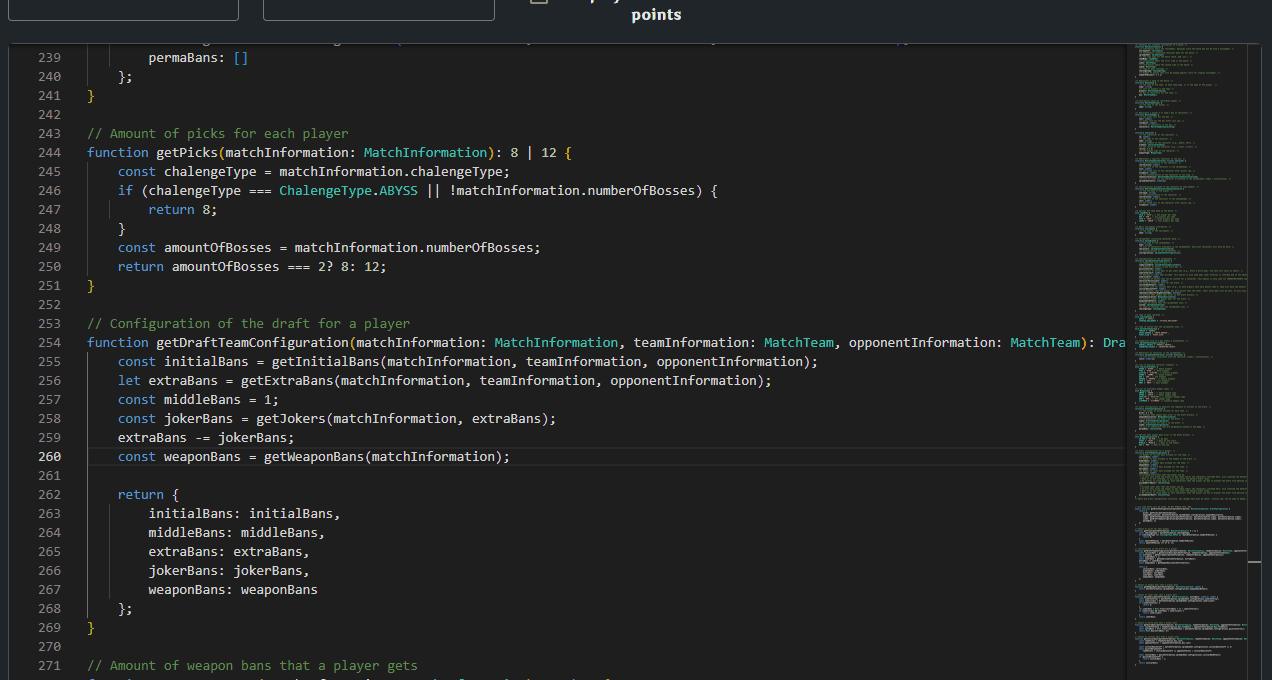 points
239 permaBans: []
240 };
241 }
242
243 // Amount of picks for each player
244 function getPicks(matchInformation: MatchInformation): 8 | 12 {
245 const chalengeType = matchInformation.chalengeType;
246 if (chalengeType === ChalengeType.ABYSS || !matchInformation.numberOfBosses) {
247 return 8;
248 }
249 const amountOfBosses = matchInformation.numberOfBosses;
250 return amountOfBosses === 2? 8: 12;
251 }
252
253 // Configuration of the draft for a player
254 function getDraftTeamConfiguration(matchInformation: MatchInformation, teamInformation: MatchTeam, opponentInformation: MatchTeam): Dra
255 const initialBans = getInitialBans(matchInformation, teamInformation, opponentInformation);
256 let extraBans = getExtraBans(matchInformation, teamInformation, opponentInformation);
257 const middleBans = 1;
258 const jokerBans = getJokers(matchInformation, extraBans);
259 extraBans -= jokerBans;
260 const weaponBans = getWeaponBans(matchInformation);
261
262 return {
263 initialBans: initialBans,
264 middleBans: middleBans,
265 extraBans: extraBans,
266 jokerBans: jokerBans,
267 weaponBans: weaponBans
268 };
269 }
270
271 // Amount of weapon bans that a player gets